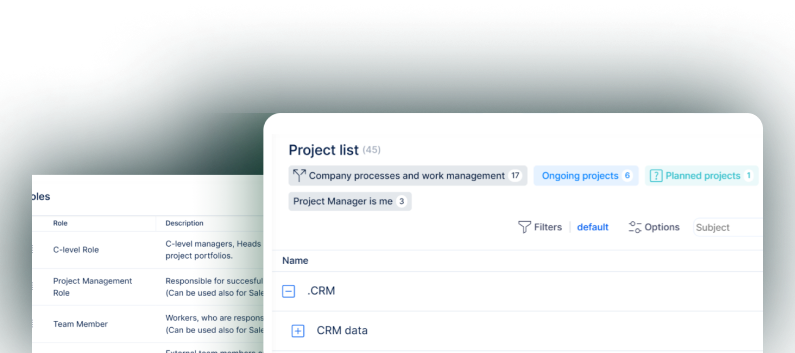 Project list (45)
Company processes and work management 17
Ongoing projects 6
? Planned projects 1
Project Manager is me 3
Filters
default
Options
Subject
Name
.CRM
CRM data
Role
Description
C-level Role
C-level managers, Heads
project portfolios.
Project Management
Role
Responsible for
(Can be used also for Sale
Team Member
Workers, who are respons
(Can be used also for Sale
External team members